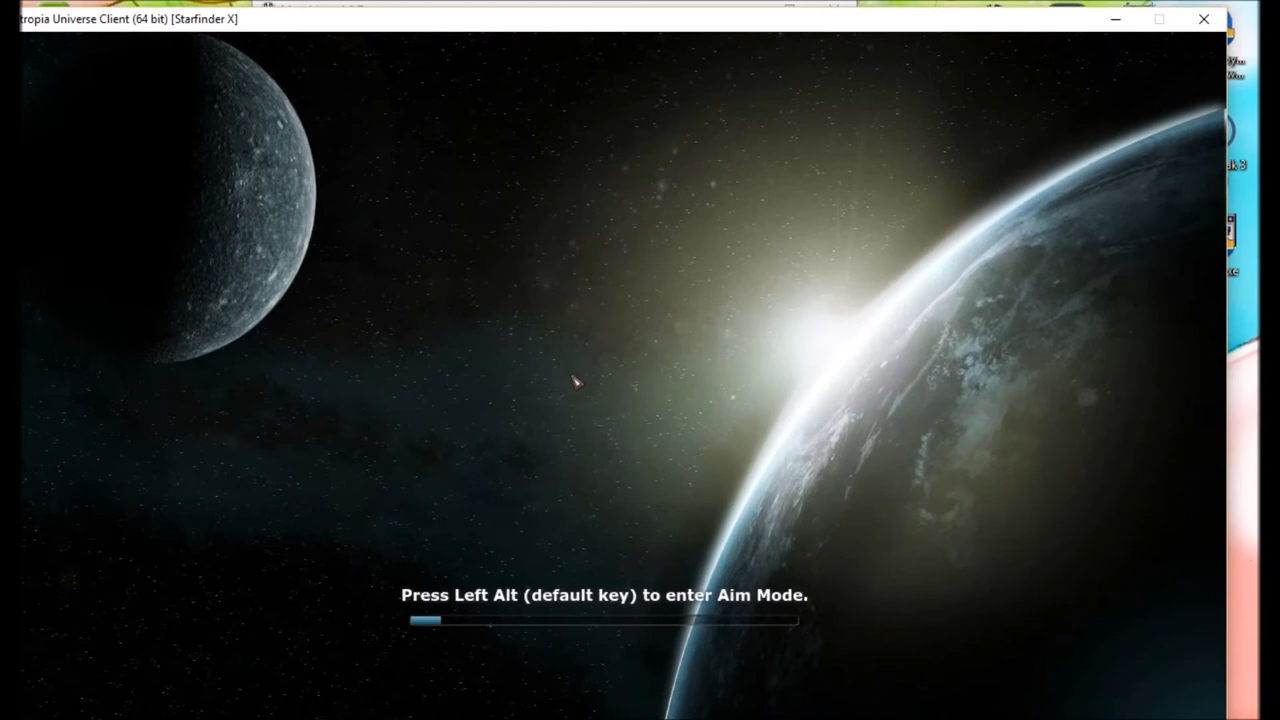 tropia Universe Client (64 bit) [Starfinder X]
Press Left Alt (default key) to enter Aim Mode.